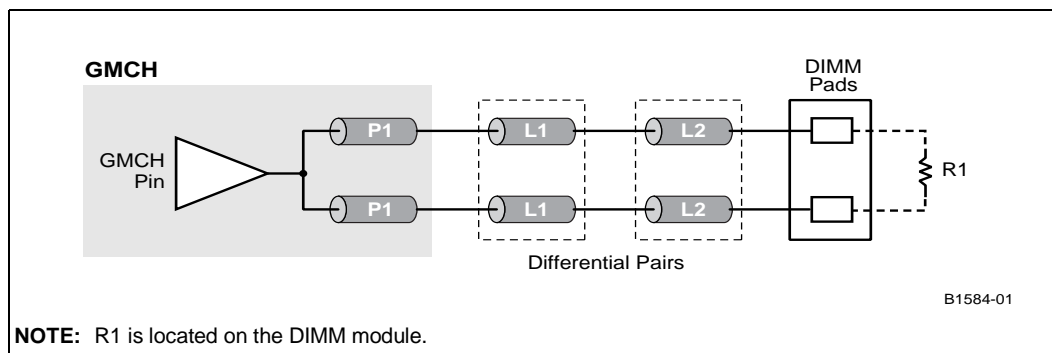 GMCH
DIMM
Pads
P1
L1
L2
GMCH
Pin
R1
P1
L1
L2
Differential Pairs
B1584-01
NOTE: R1 is located on the DIMM module.